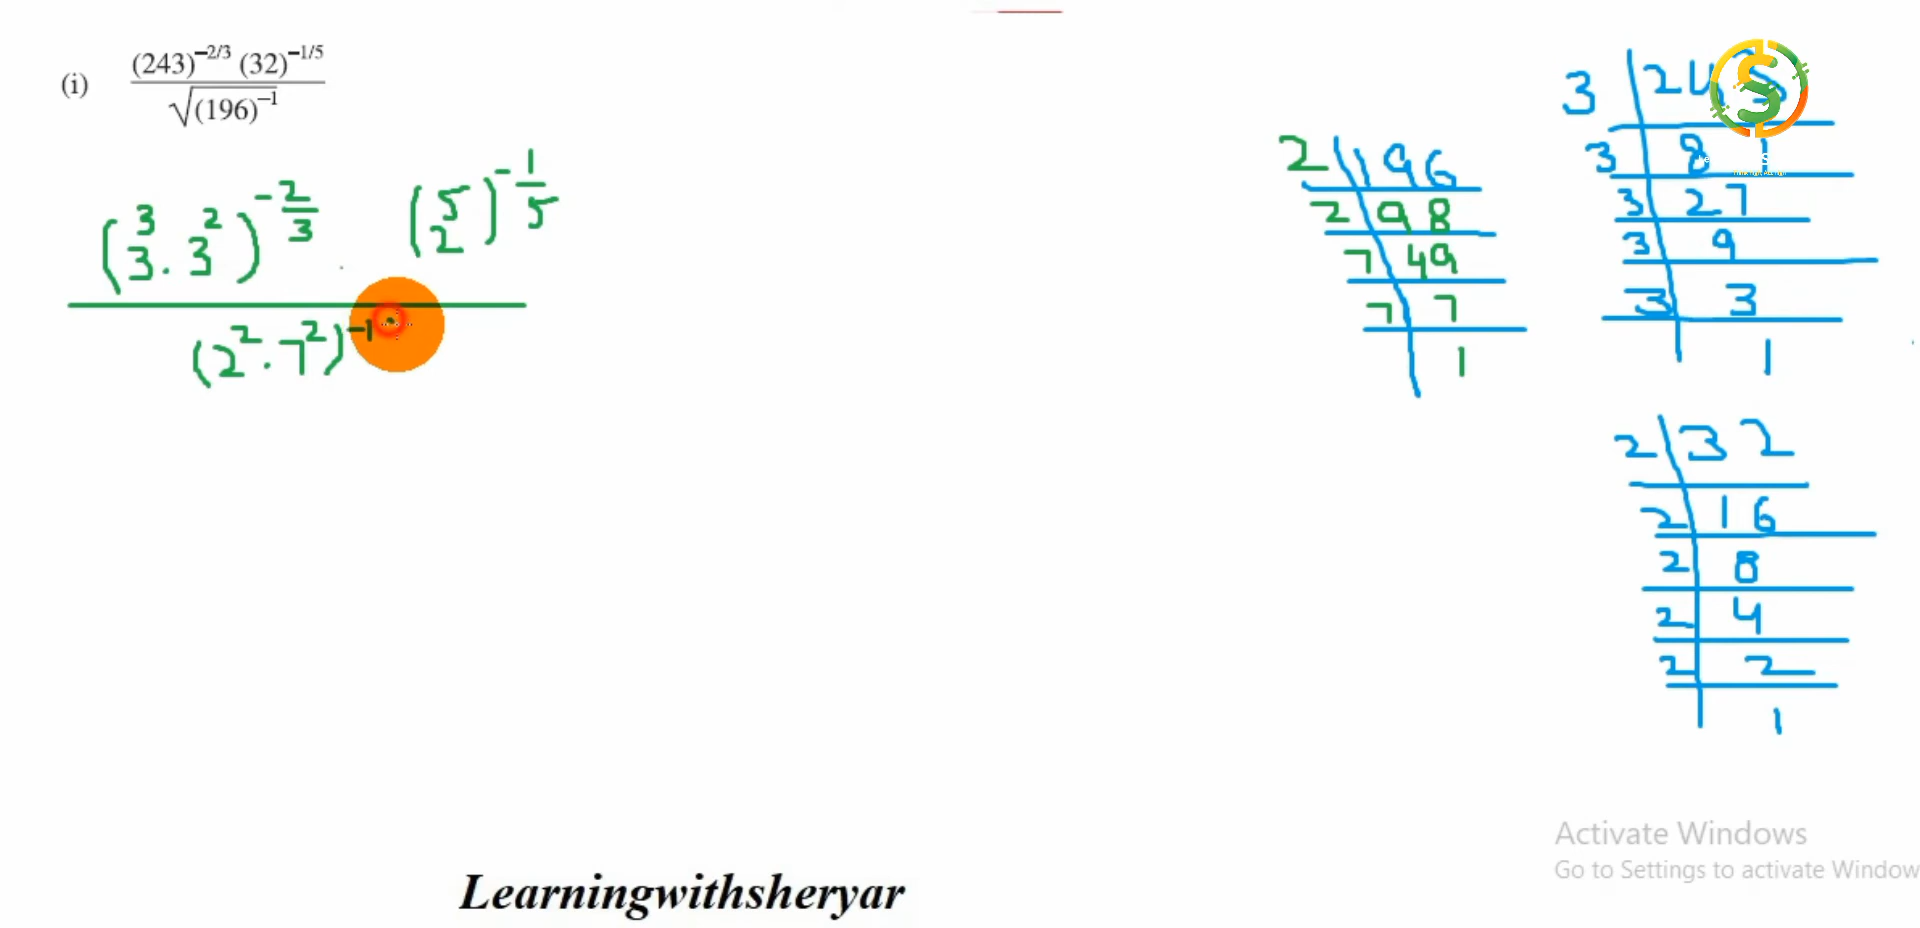 (i) (243)^{-2/3} (32)^{-1/5}
√(196)^{-1}
(3^3 . 3^2)^{-2/3} (2^5)^{-1/5}
(2^2 . 7^2)^{-1
2 | 196
2 | 98
7 | 49
7 | 7
1
3 | 243
3 | 81
3 | 27
3 | 9
3 | 3
1
2 | 32
2 | 16
2 | 8
2 | 4
2 | 2
1
Activate Windows
Go to Settings to activate Window
Learningwithsheryar